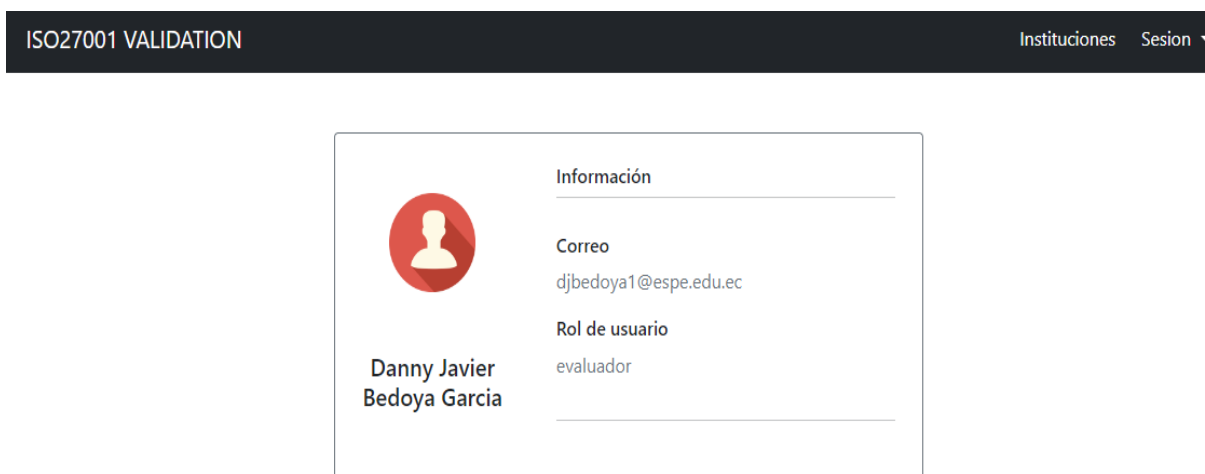 ISO27001 VALIDATION
Instituciones
Sesion
Información
Correo
djbedoya1@espe.edu.ec
Rol de usuario
evaluador
Danny Javier
Bedoya Garcia